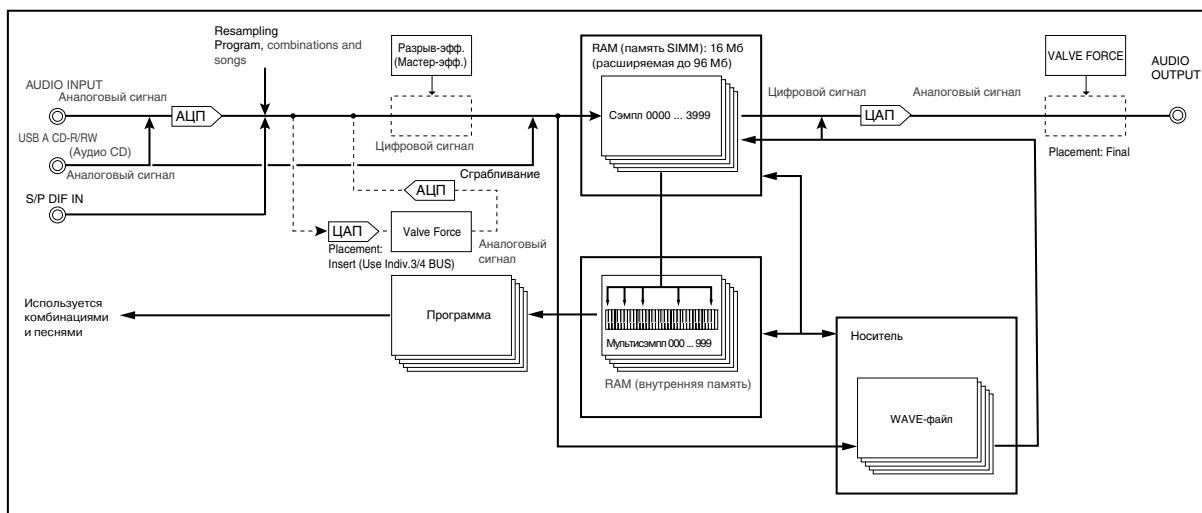 Resampling
Program, combinations and
songs
Разрыв-эфф.
(Мастер-эфф.)
RAM (память SIMM): 16 Мб
(расширяемая до 96 Мб)
VALVE FORCE
AUDIO
OUTPUT
AUDIO INPUT
Аналоговый сигнал
АЦП
Сэмпл 0000 ... 3999
Цифровой сигнал
ЦАП
Аналоговый сигнал
USB A CD-R/RW
(Аудио CD)
Аналоговый сигнал
Цифровой сигнал
Сграбливание
Placement: Final
S/P DIF IN
АЦП
ЦАП
Valve Force
Аналоговый
сигнал
Placement:
Insert (Use Indiv.3/4 BUS)
Используется
комбинациями
и песнями
Программа
Мультисэмпл 000 ... 999
RAM (внутренняя память)
Носитель
WAVE-файл